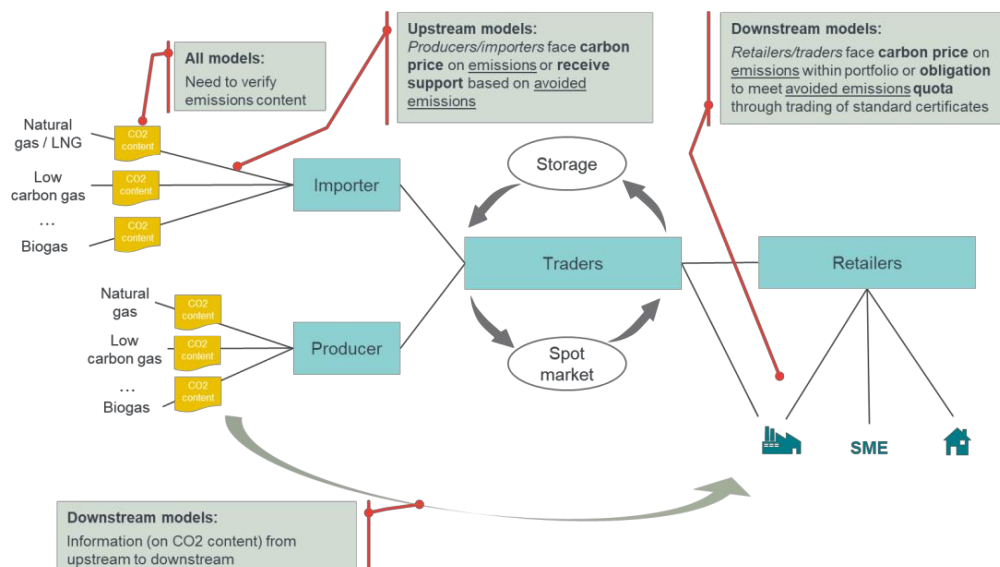 All models:
Need to verify
emissions content
Upstream models:
Producers/importers face carbon
price on emissions or receive
support based on avoided
emissions
Downstream models:
Retailers/traders face carbon price on
emissions within portfolio or obligation
to meet avoided emissions quota
through trading of standard certificates
Natural
gas / LNG
CO2
content
Low
carbon gas
CO2
content
...
Biogas
CO2
content
Importer
Storage
Traders
Retailers
Natural
gas
CO2
content
Low
carbon gas
CO2
content
...
Biogas
CO2
content
Producer
Spot
market
SME
Downstream models:
Information (on CO2 content) from
upstream to downstream